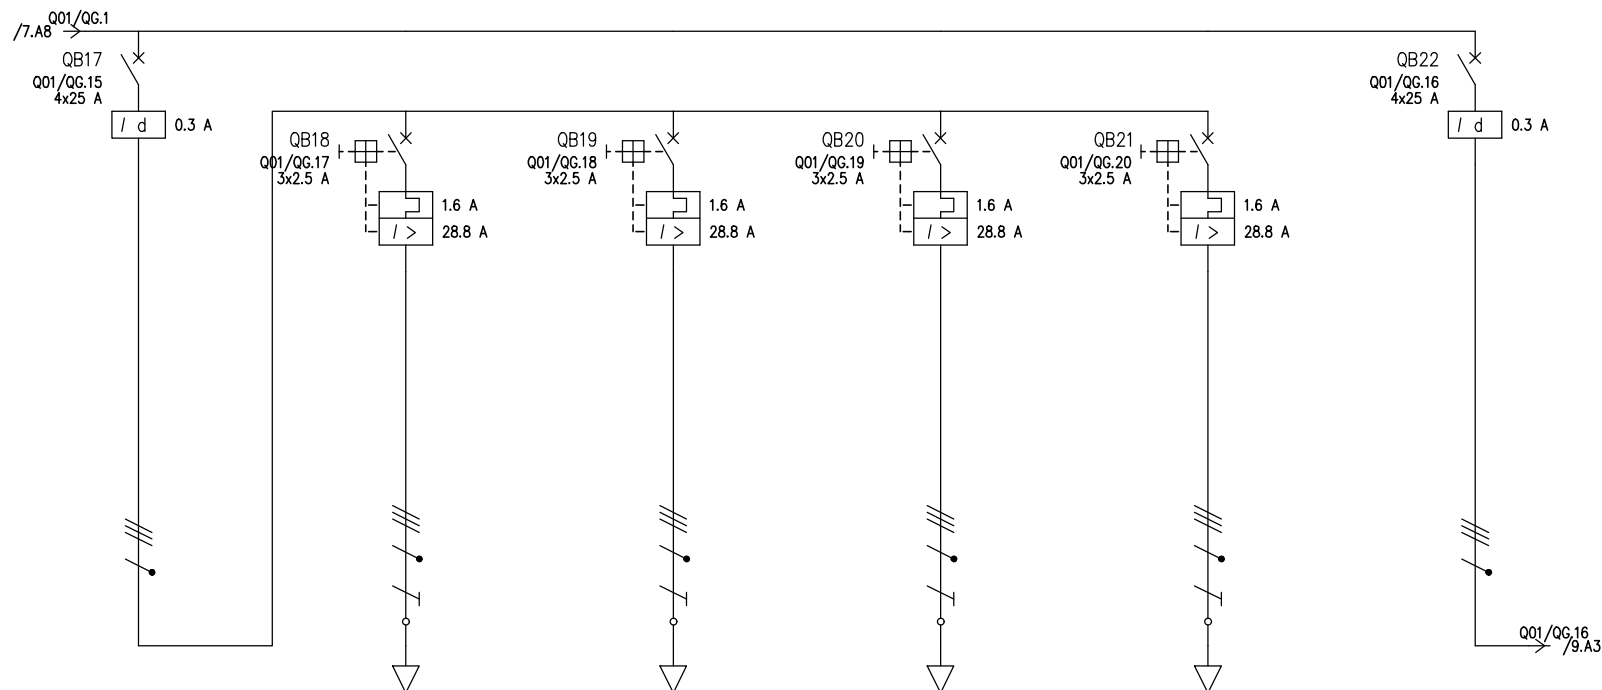 Q01/QG.1
/7.A8
QB17
Q01/QG.15
4x25 A
I d
0.3 A
QB18
Q01/QG.17
3x2.5 A
1.6 A
I >
28.8 A
QB19
Q01/QG.18
3x2.5 A
1.6 A
I >
28.8 A
QB20
Q01/QG.19
3x2.5 A
1.6 A
I >
28.8 A
QB21
Q01/QG.20
3x2.5 A
1.6 A
I >
28.8 A
QB22
Q01/QG.16
4x25 A
I d
0.3 A
Q01/QG.16
/9.A3